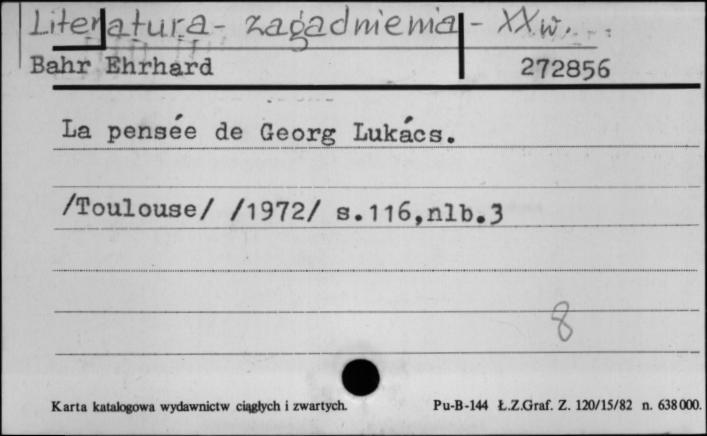 Literatura - zagadnienia - XX w.
Bahr Ehrhard 272856
La pensée de Georg Lukács.
/Toulouse/ /1972/ s.116,nlb.3
8
Karta katalogowa wydawnictw ciągłych i zwartych. Pu-B-144 Ł.Z.Graf. Z. 120/15/82 n. 638000.